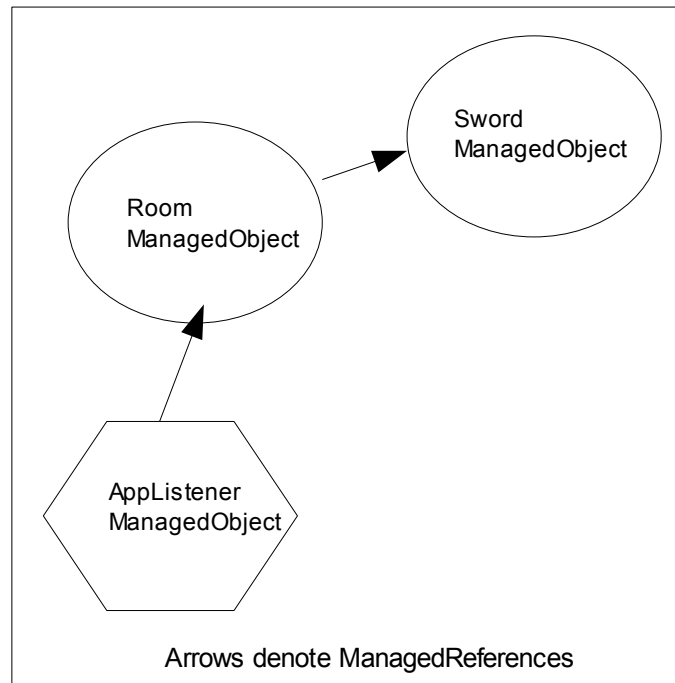 Sword
ManagedObject
Room
ManagedObject
AppListener
ManagedObject
Arrows denote ManagedReferences